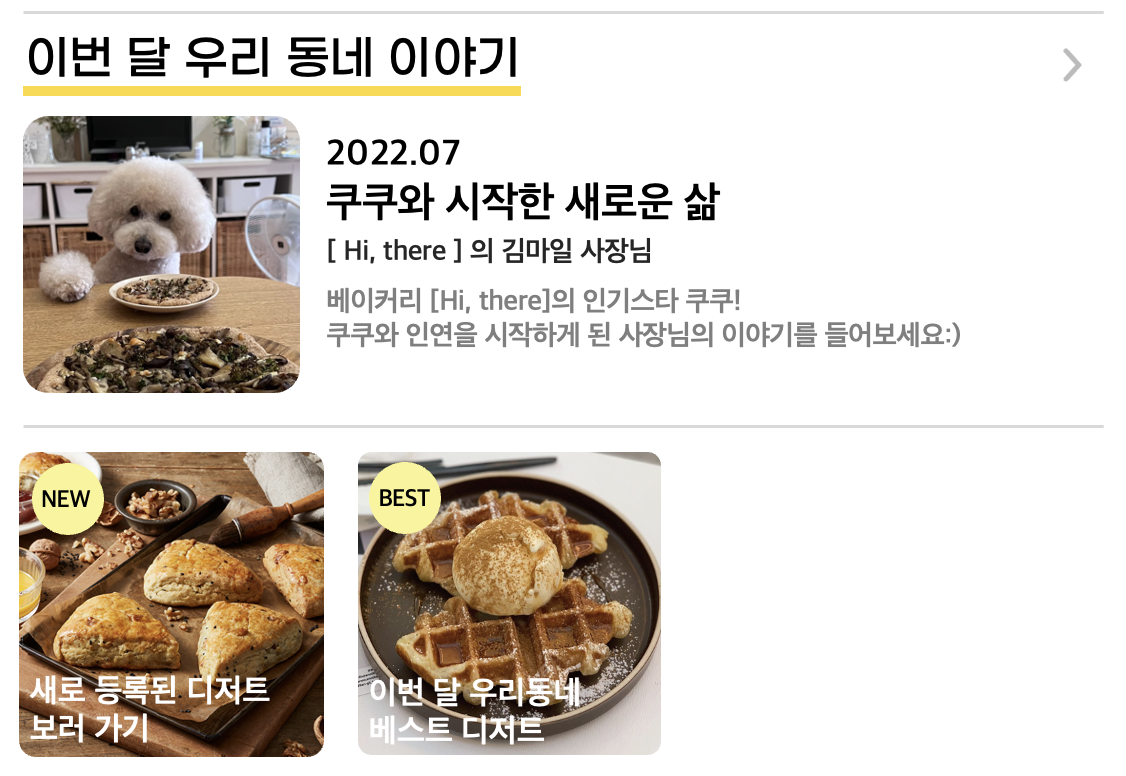 이번 달 우리 동네 이야기
2022.07
쿠쿠와 시작한 새로운 삶
[ Hi, there ] 의 김마일 사장님
베이커리 [Hi, there]의 인기스타 쿠쿠!
쿠쿠와 인연을 시작하게 된 사장님의 이야기를 들어보세요:)
NEW
새로 등록된 디저트
보러 가기
BEST
이번 달 우리동네
베스트 디저트